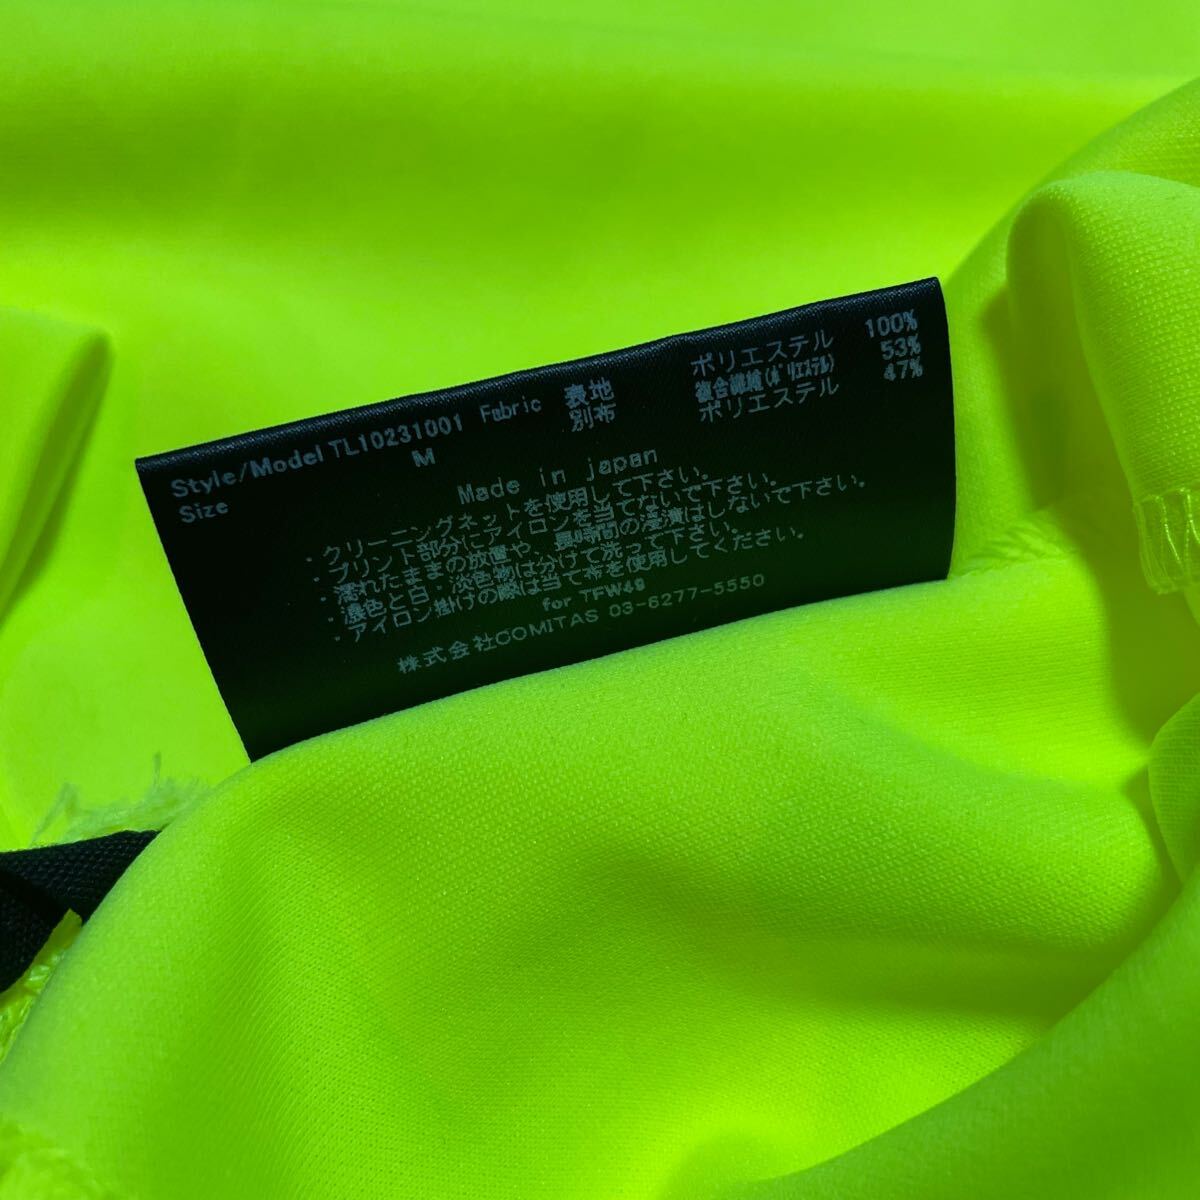 Style/Model TL10231001 Fabric 表地 ポリエステル 100%
別布 複合繊維(ポリエステル) 53%
ポリエステル 47%
Size M
Made in japan
・クリーニングネットを使用して下さい。
・プリント部分にアイロンを当てないで下さい。
・濡れたままの放置や、長時間の浸漬はしないで下さい。
・濃色と白・淡色物は分けて洗って下さい。
・アイロン掛けの際は当て布を使用してください。
for TFW49
株式会社COMITAS 03-6277-5550